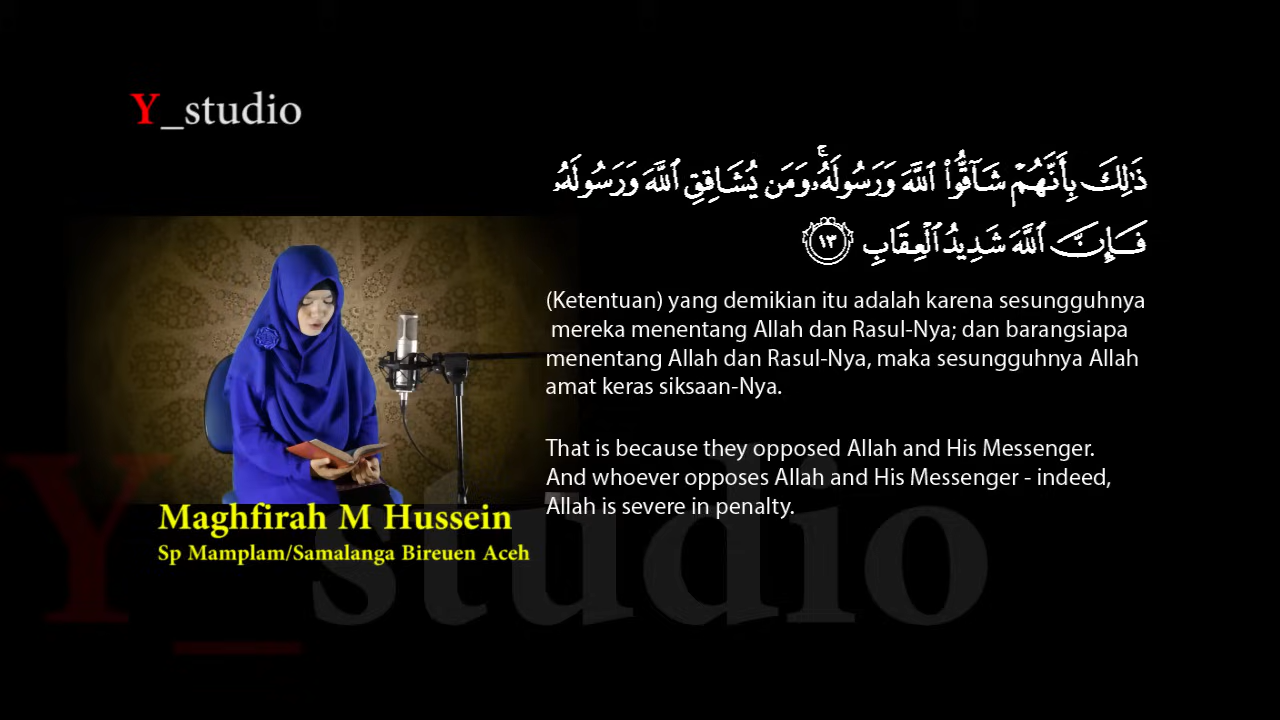 Y_studio
ذَٰلِكَ بِأَنَّهُمْ شَآقُّوا۟ ٱللَّهَ وَرَسُولَهُۥ ۚ وَمَن يُشَاقِقِ ٱللَّهَ وَرَسُولَهُۥ
فَإِنَّ ٱللَّهَ شَدِيدُ ٱلْعِقَابِ ١٣
(Ketentuan) yang demikian itu adalah karena sesungguhnya
mereka menentang Allah dan Rasul-Nya; dan barangsiapa
menentang Allah dan Rasul-Nya, maka sesungguhnya Allah
amat keras siksaan-Nya.
That is because they opposed Allah and His Messenger.
And whoever opposes Allah and His Messenger - indeed,
Allah is severe in penalty.
Maghfirah M Hussein
Sp Mamplam/Samalanga Bireuen Aceh
Y_studio